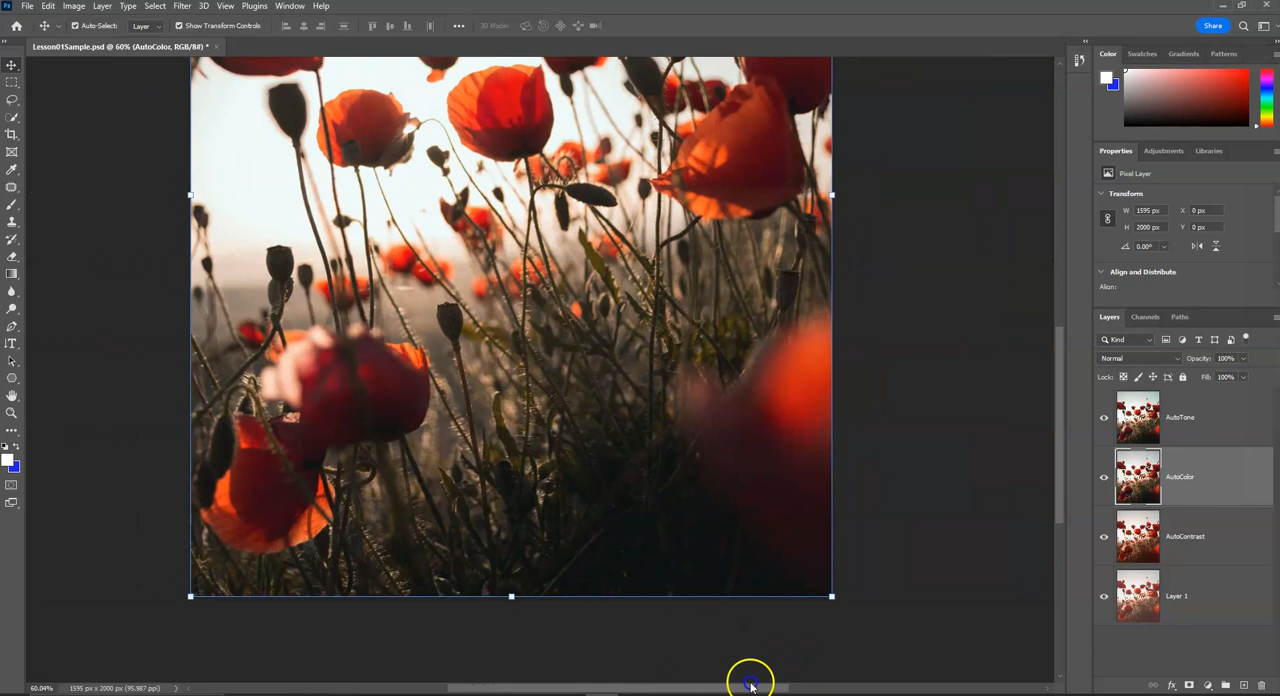 Ps File Edit Image Layer Type Select Filter 3D View Plugins Window Help
Auto-Select: Layer Show Transform Controls 3D Mode: Share
Lesson01Sample.psd @ 60% (AutoColor, RGB/8#) *
Color Swatches Gradients Patterns
Properties Adjustments Libraries
Pixel Layer
Transform
W 1595 px X 0 px
H 2000 px Y 0 px
0.00°
Align and Distribute
Align:
Layers Channels Paths
Kind
Normal Opacity: 100%
Lock: Fill: 100%
AutoTone
AutoColor
AutoContrast
Layer 1
60.04% 1595 px x 2000 px (95.987 ppi)